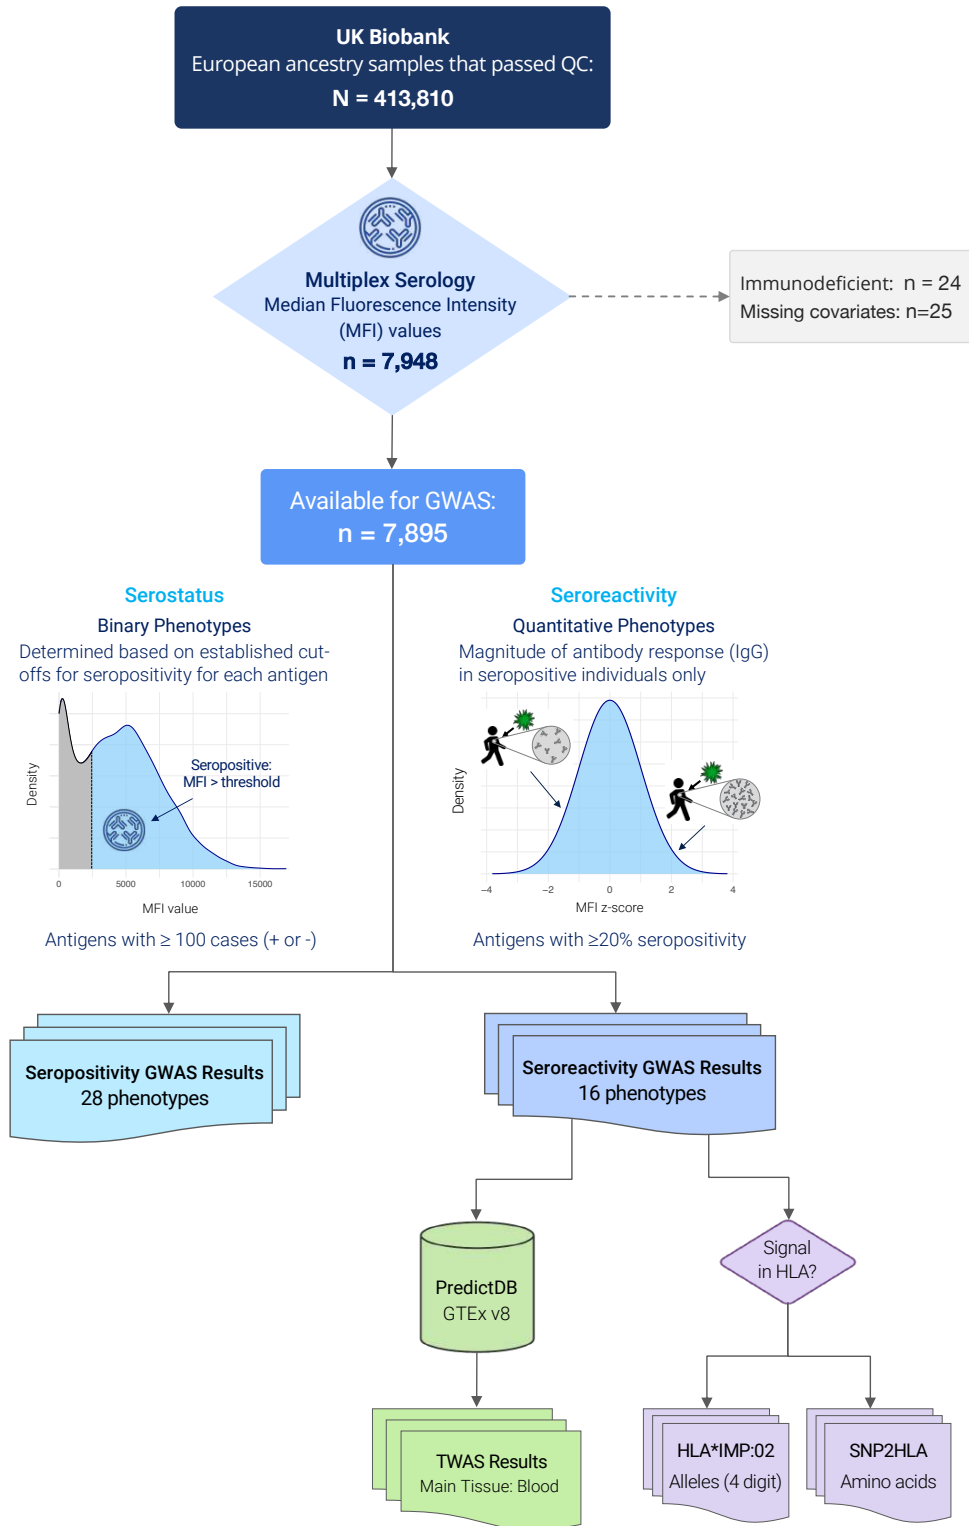 UK Biobank
European ancestry samples that passed QC:
N = 413,810
Multiplex Serology
Median Fluorescence Intensity
(MFI) values
n = 7,948
Immunodeficient: n = 24
Missing covariates: n=25
Available for GWAS:
n = 7,895
Serostatus
Binary Phenotypes
Determined based on established cut-
offs for seropositivity for each antigen
Density
Seropositive:
MFI > threshold
0 5000 10000 15000
MFI value
Antigens with ≥ 100 cases (+ or -)
Seroreactivity
Quantitative Phenotypes
Magnitude of antibody response (IgG)
in seropositive individuals only
Density
−4 −2 0 2 4
MFI z-score
Antigens with ≥20% seropositivity
Seropositivity GWAS Results
28 phenotypes
Seroreactivity GWAS Results
16 phenotypes
PredictDB
GTEx v8
Signal
in HLA?
TWAS Results
Main Tissue: Blood
HLA*IMP:02
Alleles (4 digit)
SNP2HLA
Amino acids